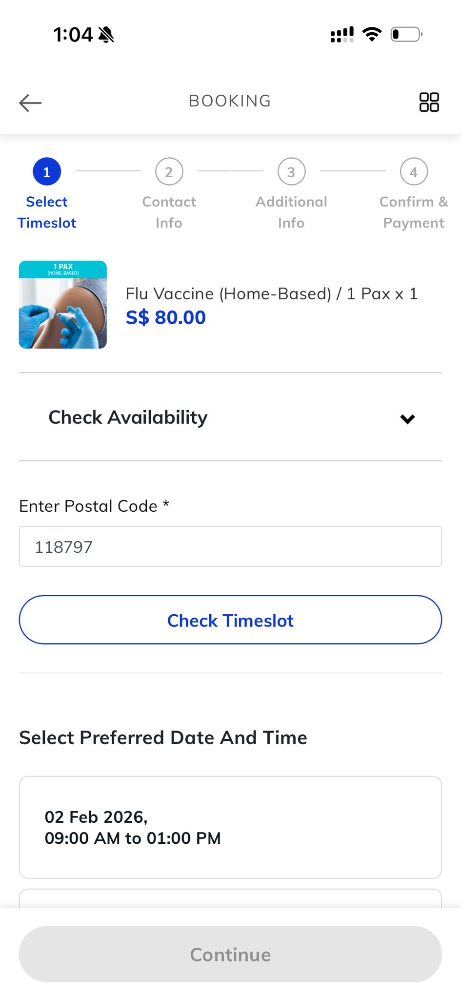 1:04
BOOKING
1
2
3
4
Select
Timeslot
Contact
Info
Additional
Info
Confirm &
Payment
1 PAX
(HOME-BASED)
Flu Vaccine (Home-Based) / 1 Pax x 1
S$ 80.00
Check Availability
Enter Postal Code *
118797
Check Timeslot
Select Preferred Date And Time
02 Feb 2026,
09:00 AM to 01:00 PM
Continue